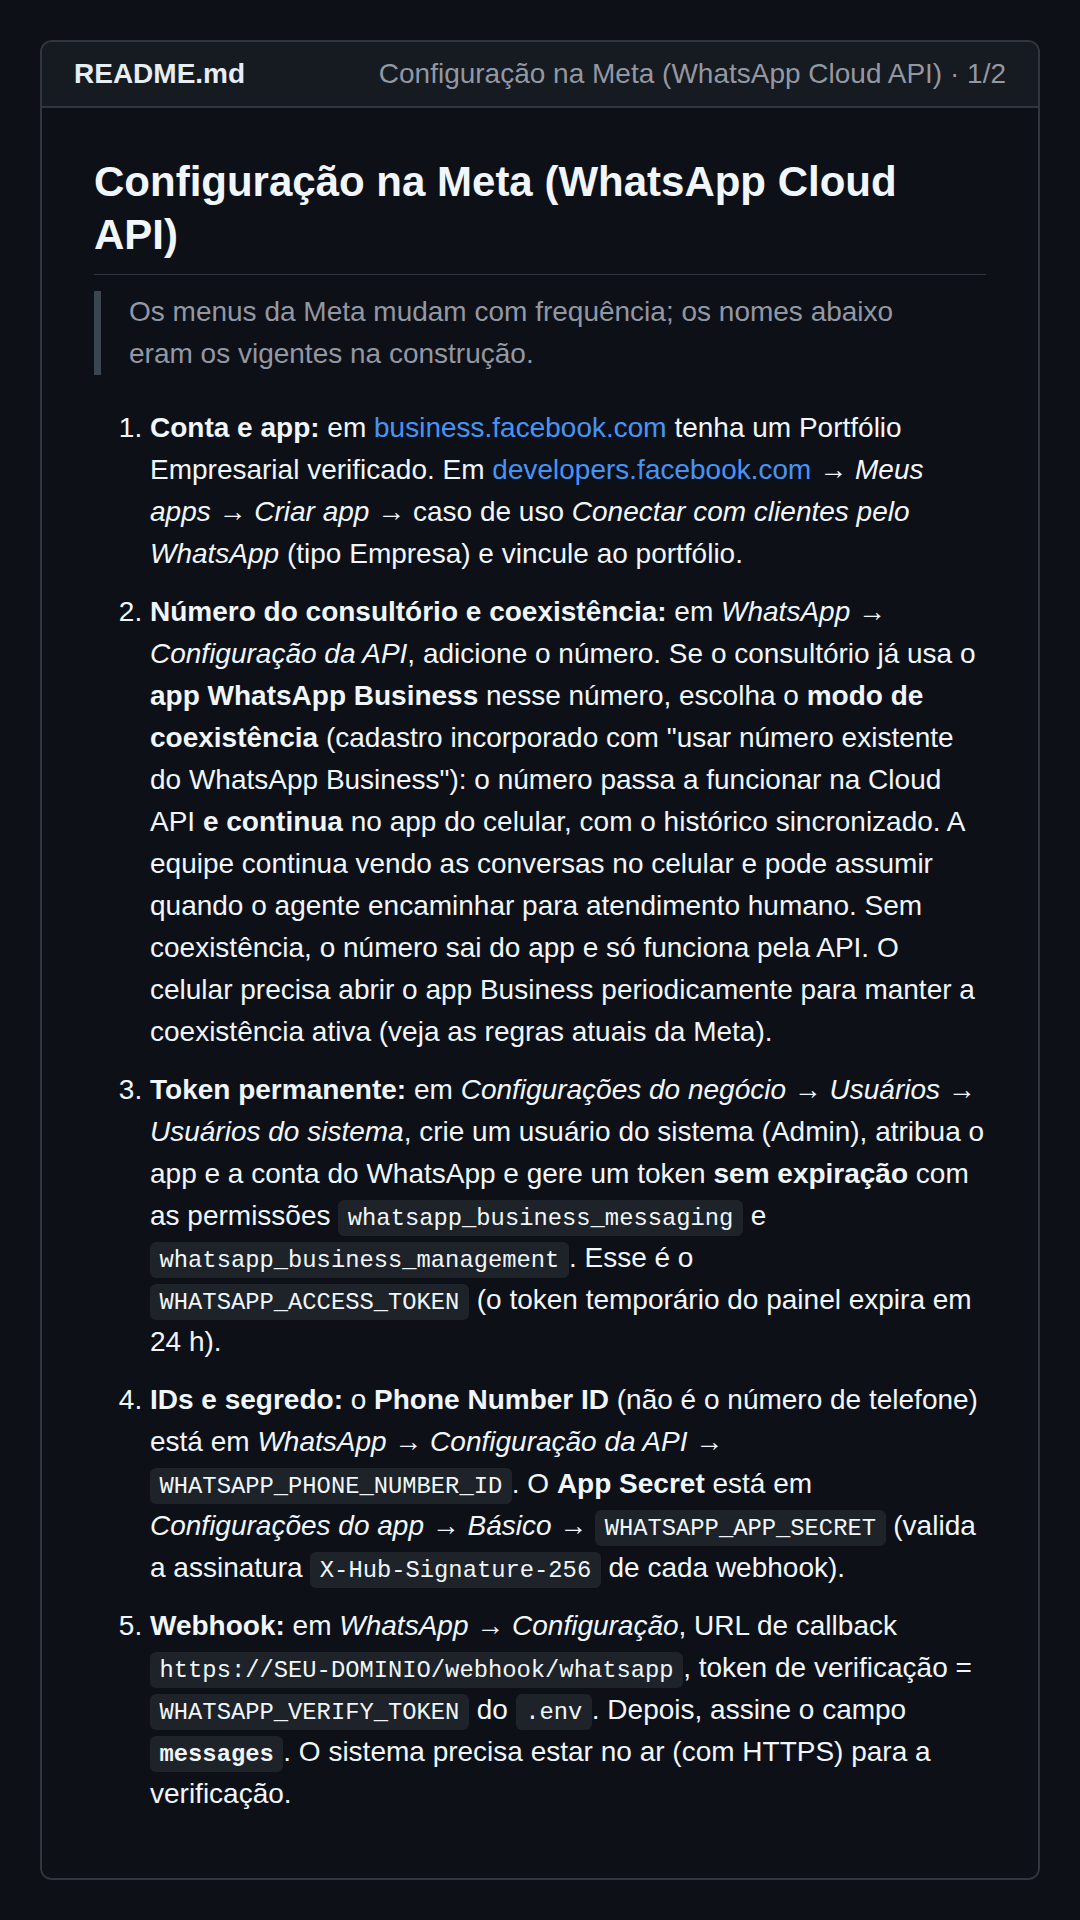 README.md
Configuração na Meta (WhatsApp Cloud API) · 1/2
Configuração na Meta (WhatsApp Cloud
API)
Os menus da Meta mudam com frequência; os nomes abaixo
eram os vigentes na construção.
1. Conta e app: em business.facebook.com tenha um Portfólio
Empresarial verificado. Em developers.facebook.com → Meus
apps → Criar app → caso de uso Conectar com clientes pelo
WhatsApp (tipo Empresa) e vincule ao portfólio.
2. Número do consultório e coexistência: em WhatsApp →
Configuração da API, adicione o número. Se o consultório já usa o
app WhatsApp Business nesse número, escolha o modo de
coexistência (cadastro incorporado com "usar número existente
do WhatsApp Business"): o número passa a funcionar na Cloud
API e continua no app do celular, com o histórico sincronizado. A
equipe continua vendo as conversas no celular e pode assumir
quando o agente encaminhar para atendimento humano. Sem
coexistência, o número sai do app e só funciona pela API. O
celular precisa abrir o app Business periodicamente para manter a
coexistência ativa (veja as regras atuais da Meta).
3. Token permanente: em Configurações do negócio → Usuários →
Usuários do sistema, crie um usuário do sistema (Admin), atribua o
app e a conta do WhatsApp e gere um token sem expiração com
as permissões whatsapp_business_messaging e
whatsapp_business_management. Esse é o
WHATSAPP_ACCESS_TOKEN (o token temporário do painel expira em
24 h).
4. IDs e segredo: o Phone Number ID (não é o número de telefone)
está em WhatsApp → Configuração da API →
WHATSAPP_PHONE_NUMBER_ID. O App Secret está em
Configurações do app → Básico → WHATSAPP_APP_SECRET (valida
a assinatura X-Hub-Signature-256 de cada webhook).
5. Webhook: em WhatsApp → Configuração, URL de callback
https://SEU-DOMINIO/webhook/whatsapp, token de verificação =
WHATSAPP_VERIFY_TOKEN do .env. Depois, assine o campo
messages. O sistema precisa estar no ar (com HTTPS) para a
verificação.